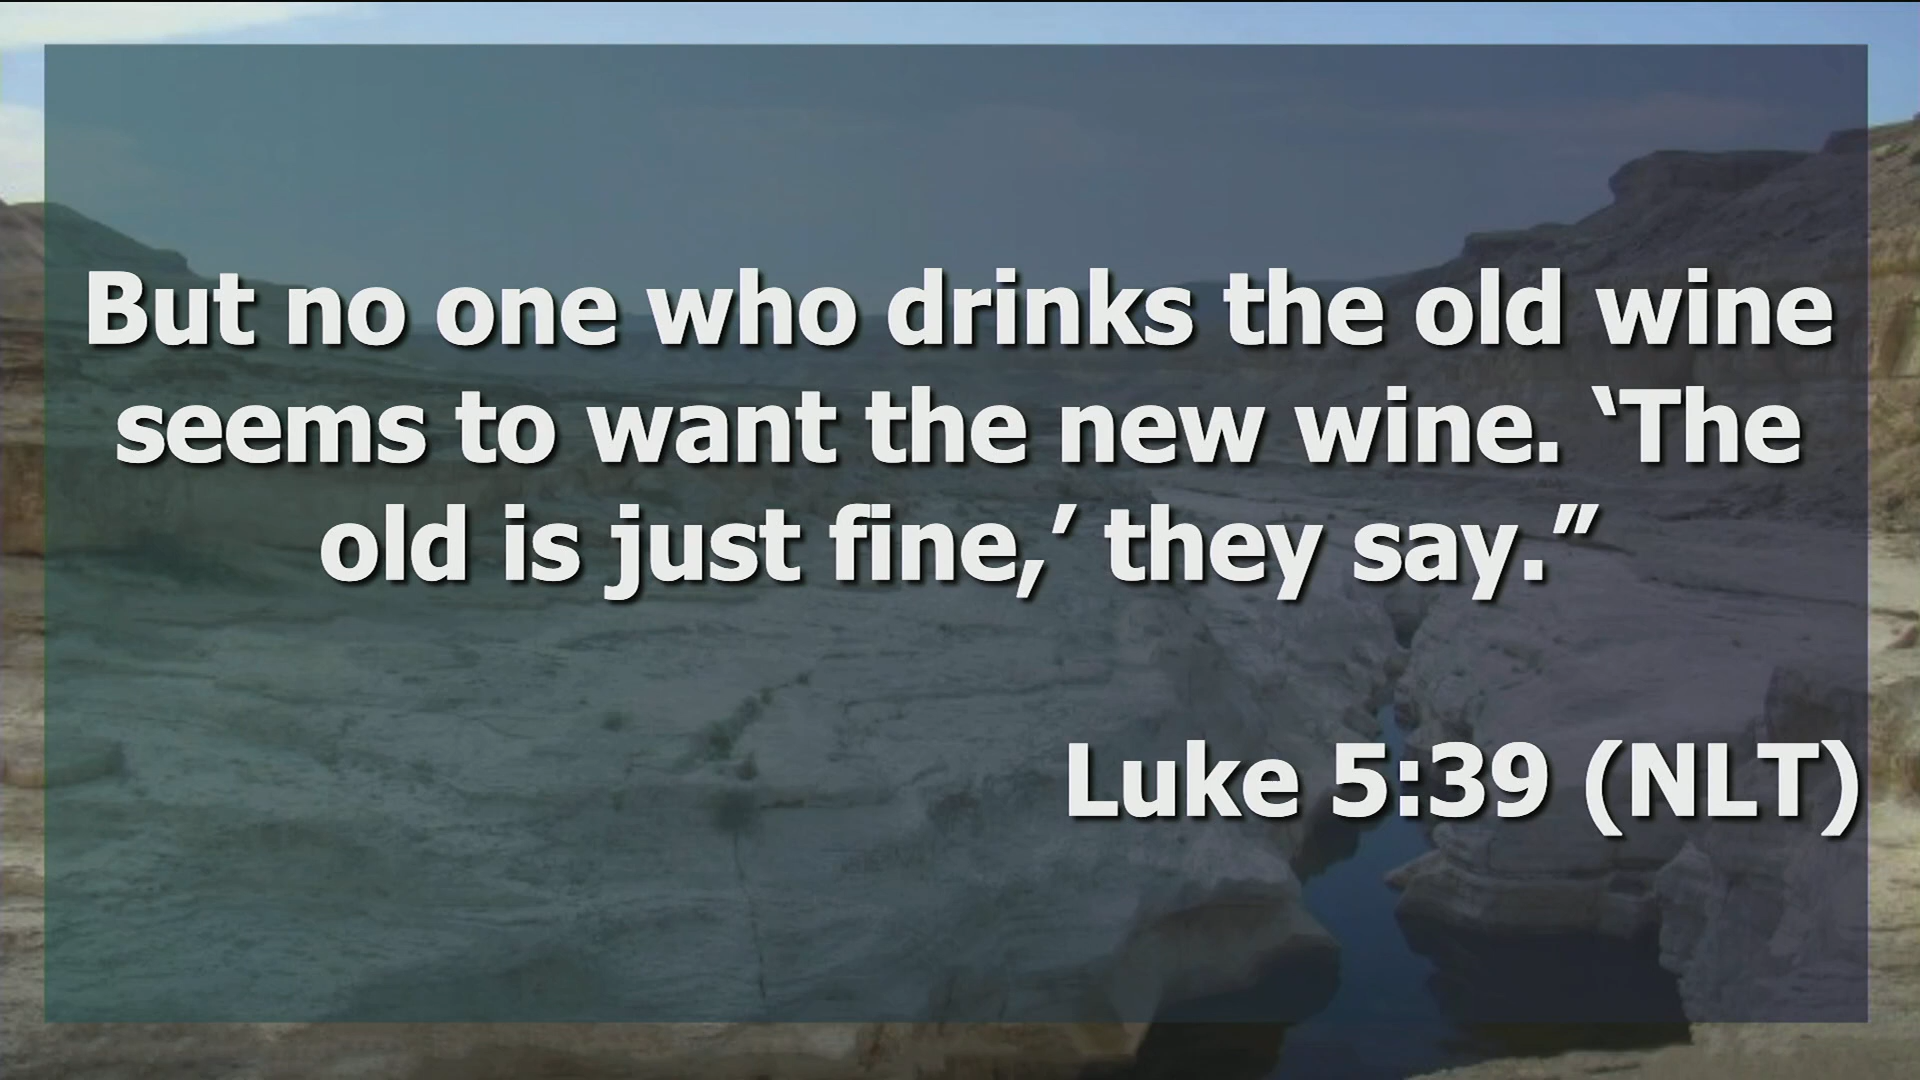 But no one who drinks the old wine
seems to want the new wine. ‘The
old is just fine,’ they say.”
Luke 5:39 (NLT)